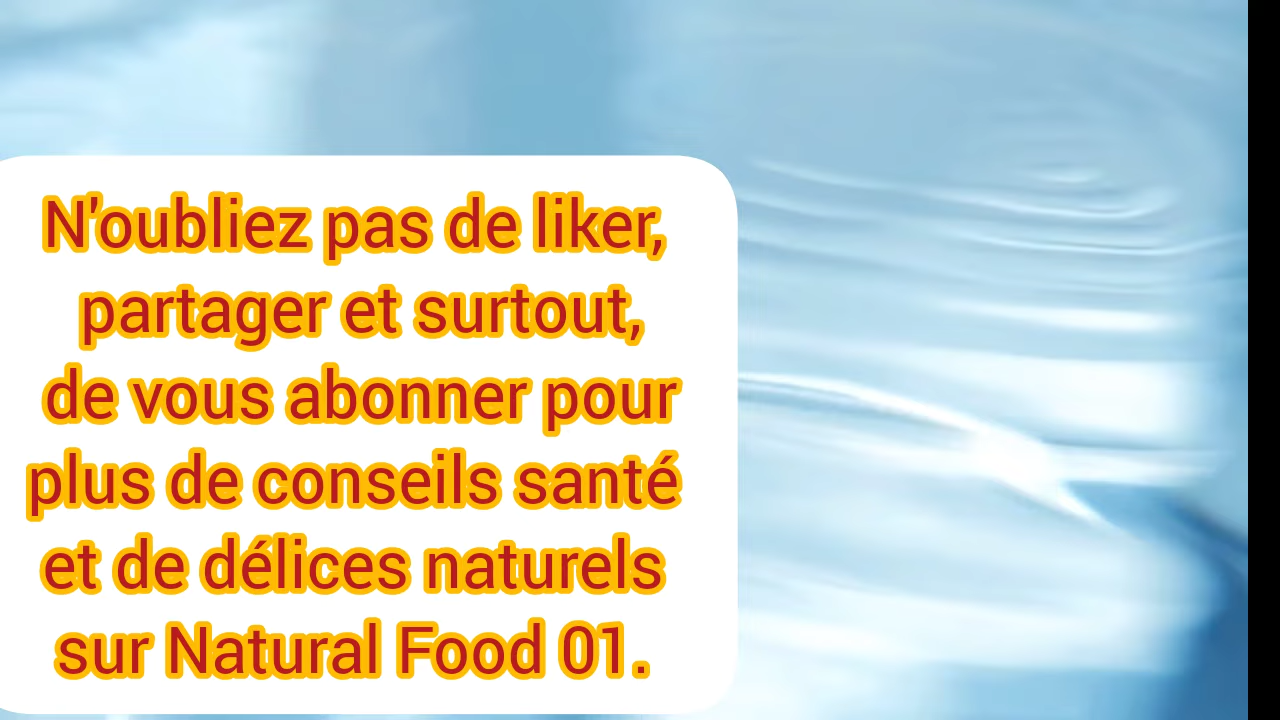 N'oubliez pas de liker,
partager et surtout,
de vous abonner pour
plus de conseils santé
et de délices naturels
sur Natural Food 01.